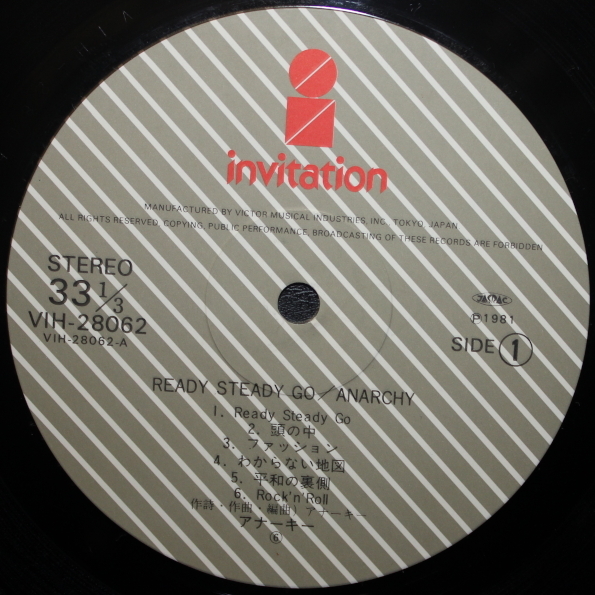 invitation
MANUFACTURED BY VICTOR MUSICAL INDUSTRIES, INC. TOKYO, JAPAN
ALL RIGHTS RESERVED, COPYING, PUBLIC PERFORMANCE, BROADCASTING OF THESE RECORDS ARE FORBIDDEN
STEREO
33 1/3
VIH-28062
VIH-28062-A
JASRAC
Ⓟ1981
SIDE ①
READY STEADY GO／ANARCHY
1. Ready Steady Go
2. 頭の中
3. ファッション
4. わからない地図
5. 平和の裏側
6. Rock'n'Roll
作詩・作曲・編曲) アナーキー
アナーキー
⑥